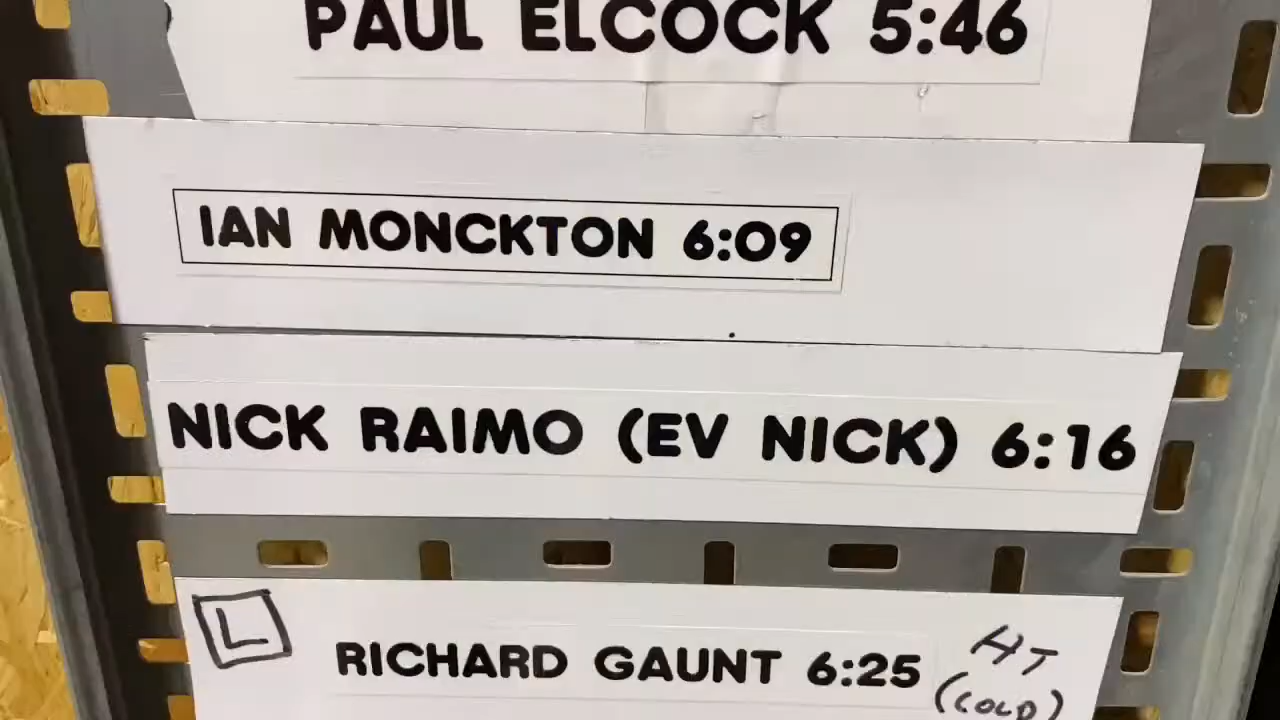 PAUL ELCOCK 5:46
IAN MONCKTON 6:09
NICK RAIMO (EV NICK) 6:16
L
RICHARD GAUNT 6:25
HT
(COLD)